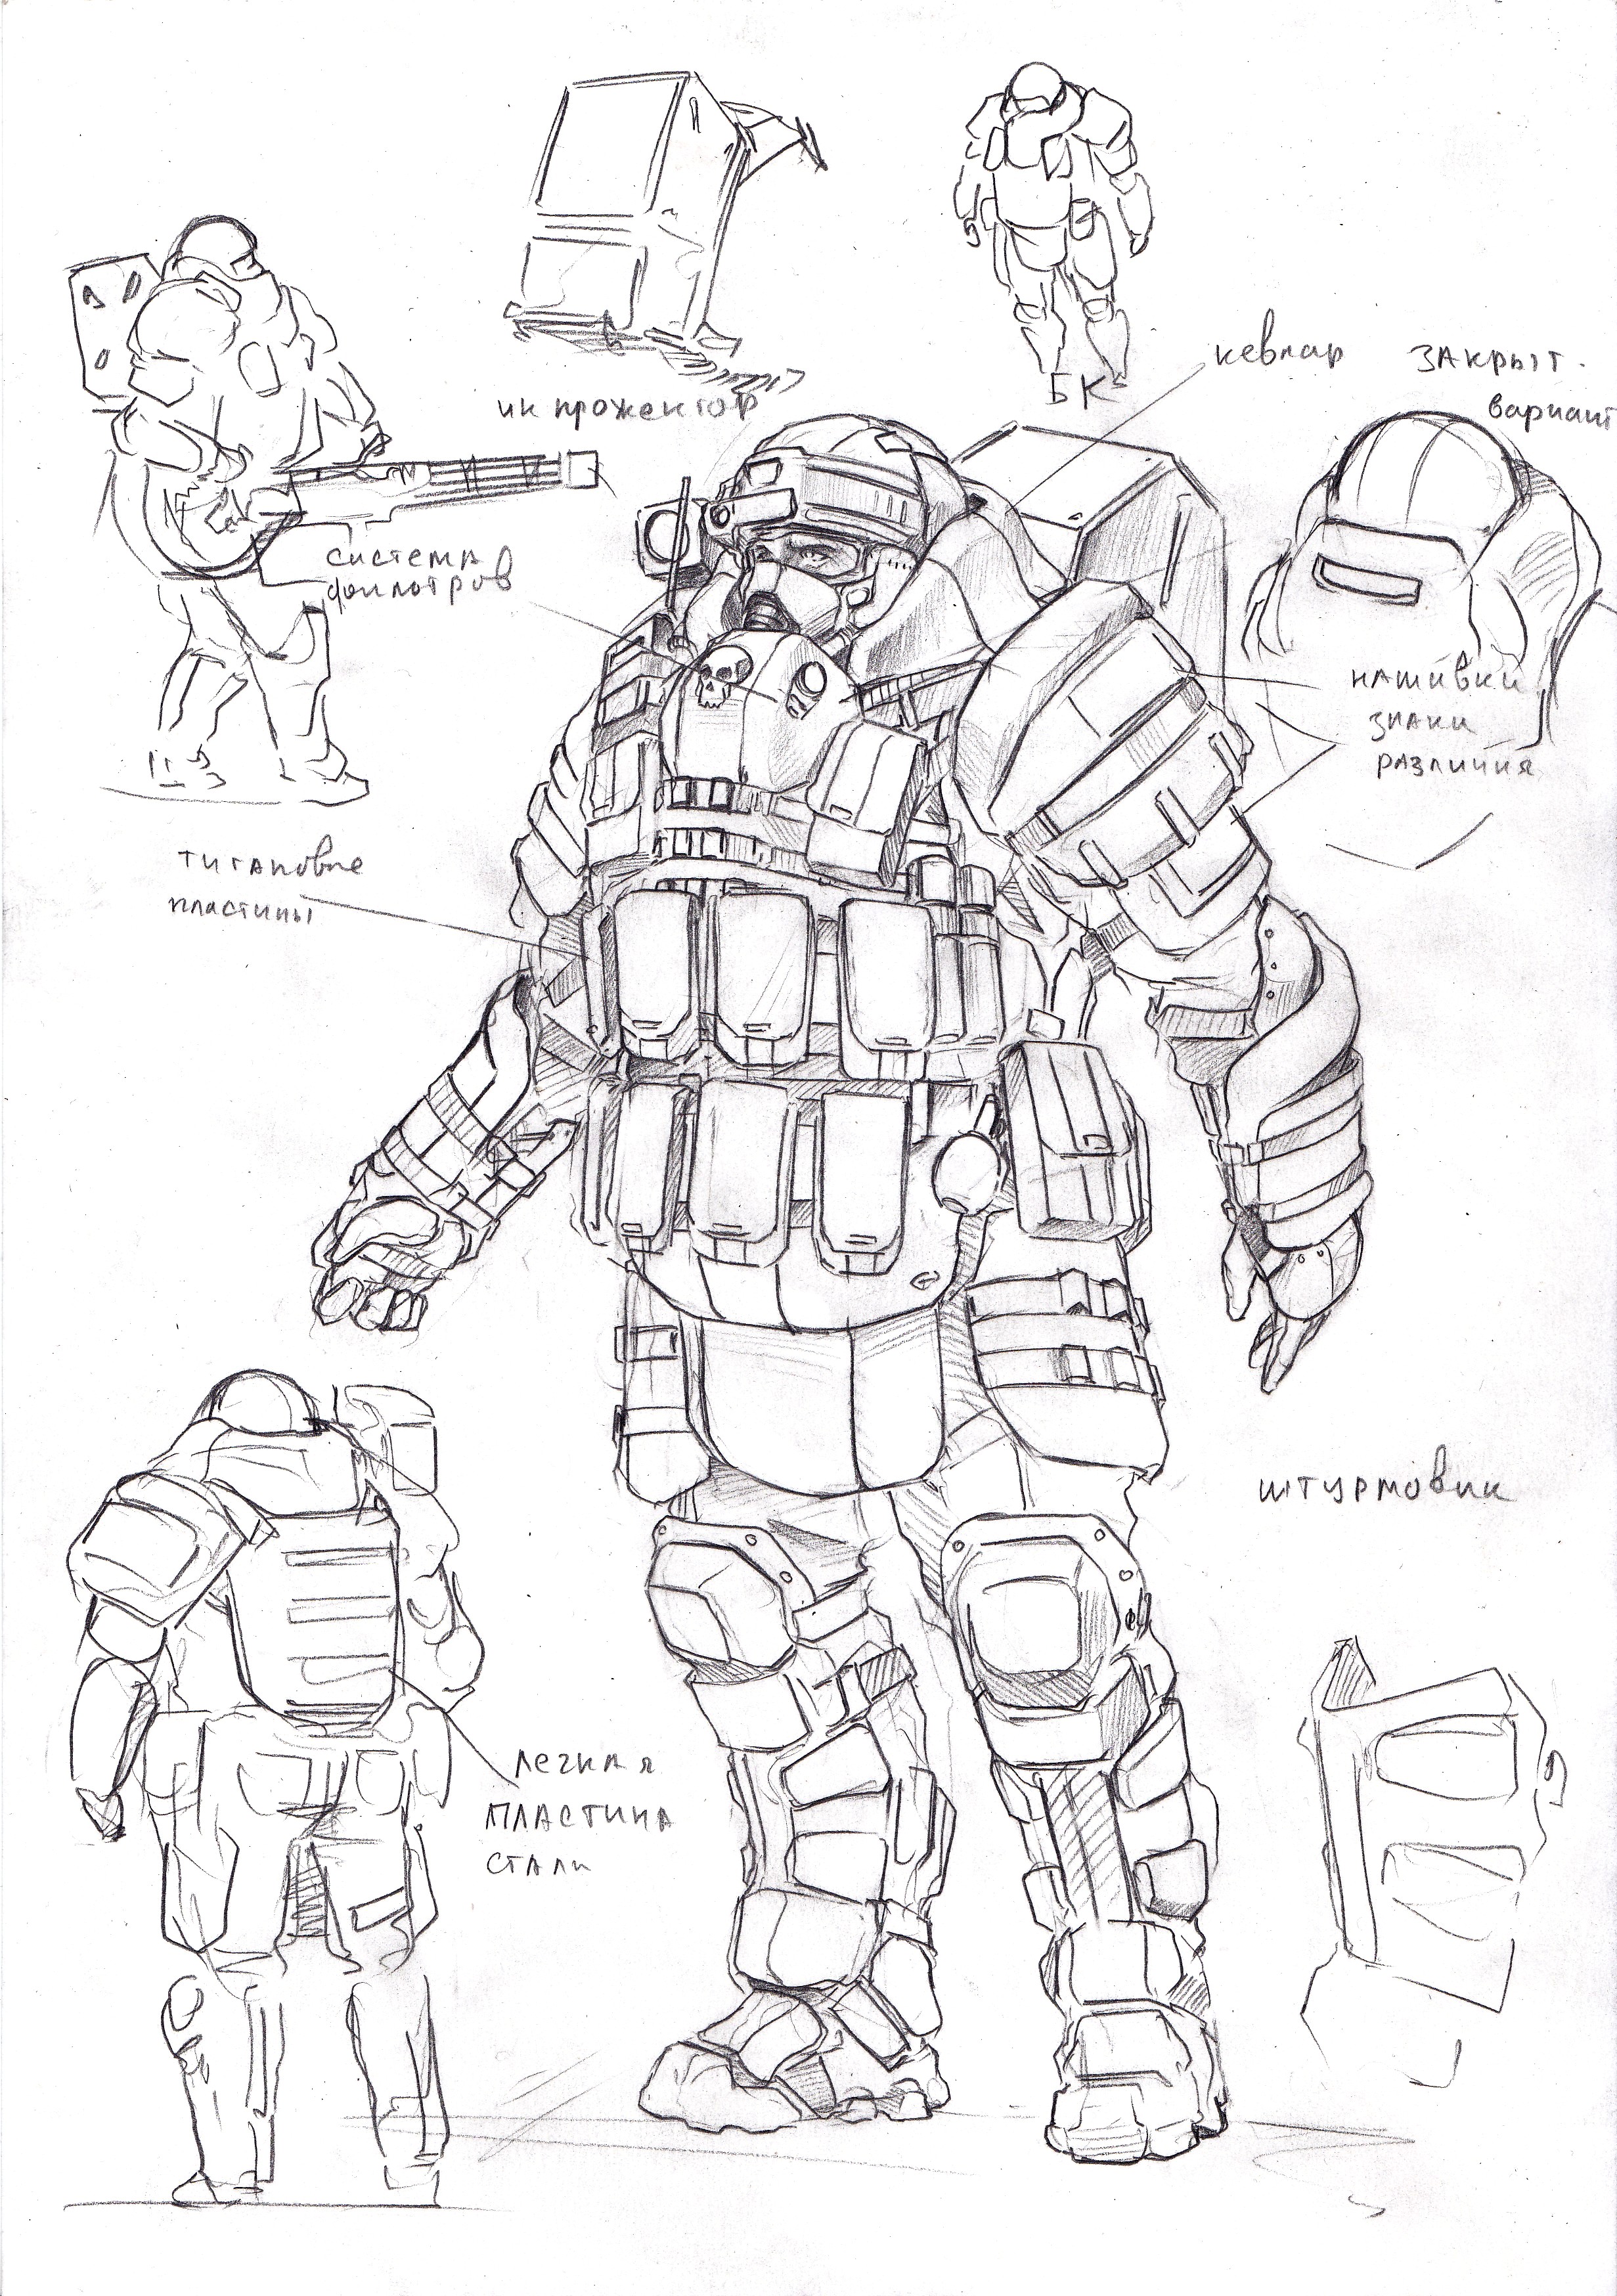 ик прожектор
БК
кевлар
закрыт.
вариант
система
фильтров
нашивки
знаки
различия
титановые
пластины
штурмовик
легкая
пластина
стали